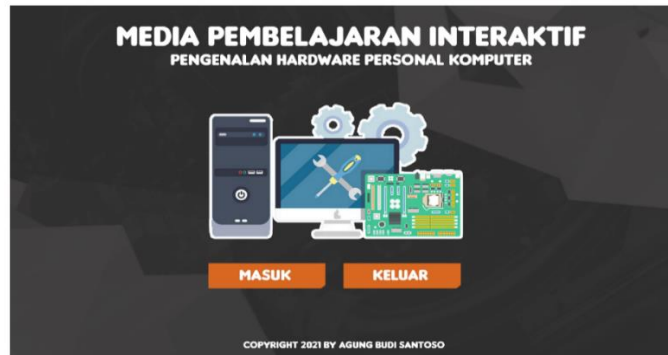 MEDIA PEMBELAJARAN INTERAKTIF
PENGENALAN HARDWARE PERSONAL KOMPUTER
MASUK
KELUAR
COPYRIGHT 2021 BY AGUNG BUDI SANTOSO